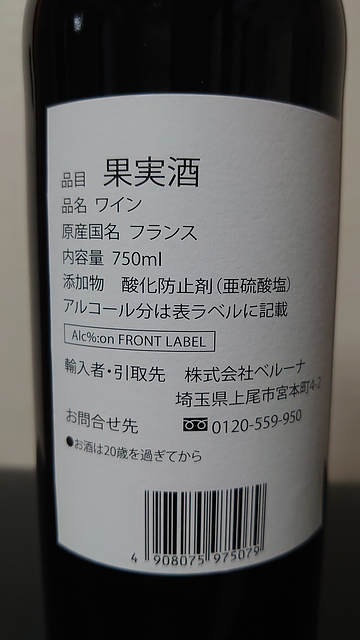 品目 果実酒
品名 ワイン
原産国名 フランス
内容量 750ml
添加物 酸化防止剤(亜硫酸塩)
アルコール分は表ラベルに記載
Alc%:on FRONT LABEL
輸入者・引取先 株式会社ベルーナ
埼玉県上尾市宮本町4-2
お問合せ先 0120-559-950
●お酒は20歳を過ぎてから
4 908075 975079